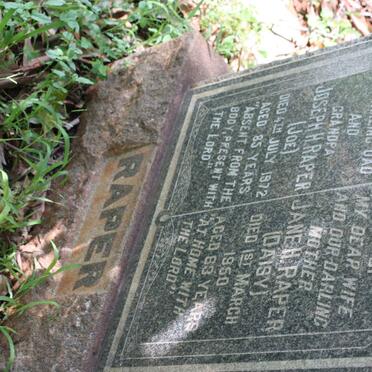 RAPER
AND
GRANDPA
JOSEPH RAPER
(JOE)
DIED 1ST JULY 1972
AGED 83 YEARS
ABSENT FROM THE
BODY, PRESENT WITH
THE LORD
MY DEAR WIFE
AND OUR DARLING
MOTHER
JANE H. RAPER
(DAISY)
DIED 1ST MARCH
1950
AGED 63 YEARS
"AT HOME WITH
THE LORD"